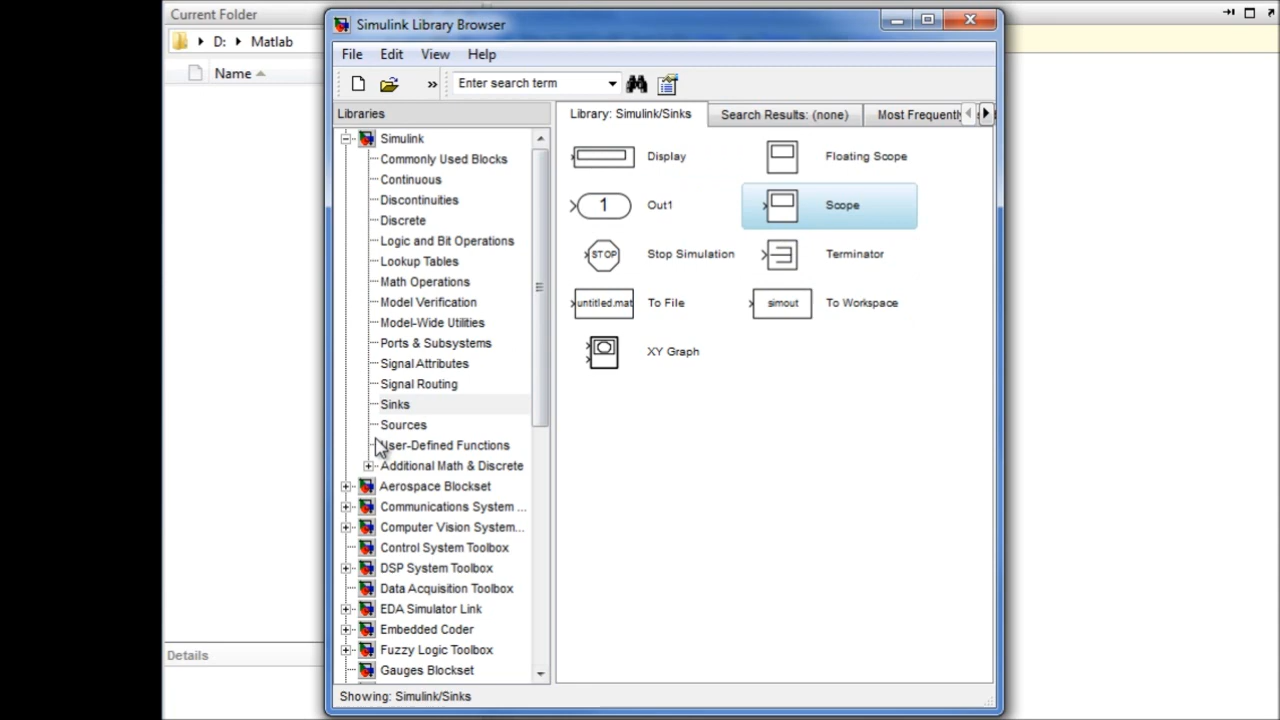 Current Folder
D: Matlab
Name
Details
Simulink Library Browser
File Edit View Help
» Enter search term
Libraries
Simulink
Commonly Used Blocks
Continuous
Discontinuities
Discrete
Logic and Bit Operations
Lookup Tables
Math Operations
Model Verification
Model-Wide Utilities
Ports & Subsystems
Signal Attributes
Signal Routing
Sinks
Sources
User-Defined Functions
Additional Math & Discrete
Aerospace Blockset
Communications System ...
Computer Vision System...
Control System Toolbox
DSP System Toolbox
Data Acquisition Toolbox
EDA Simulator Link
Embedded Coder
Fuzzy Logic Toolbox
Gauges Blockset
Library: Simulink/Sinks Search Results: (none) Most Frequently
Display Floating Scope
1 Out1 Scope
STOP Stop Simulation Terminator
untitled.mat To File simout To Workspace
XY Graph
Showing: Simulink/Sinks